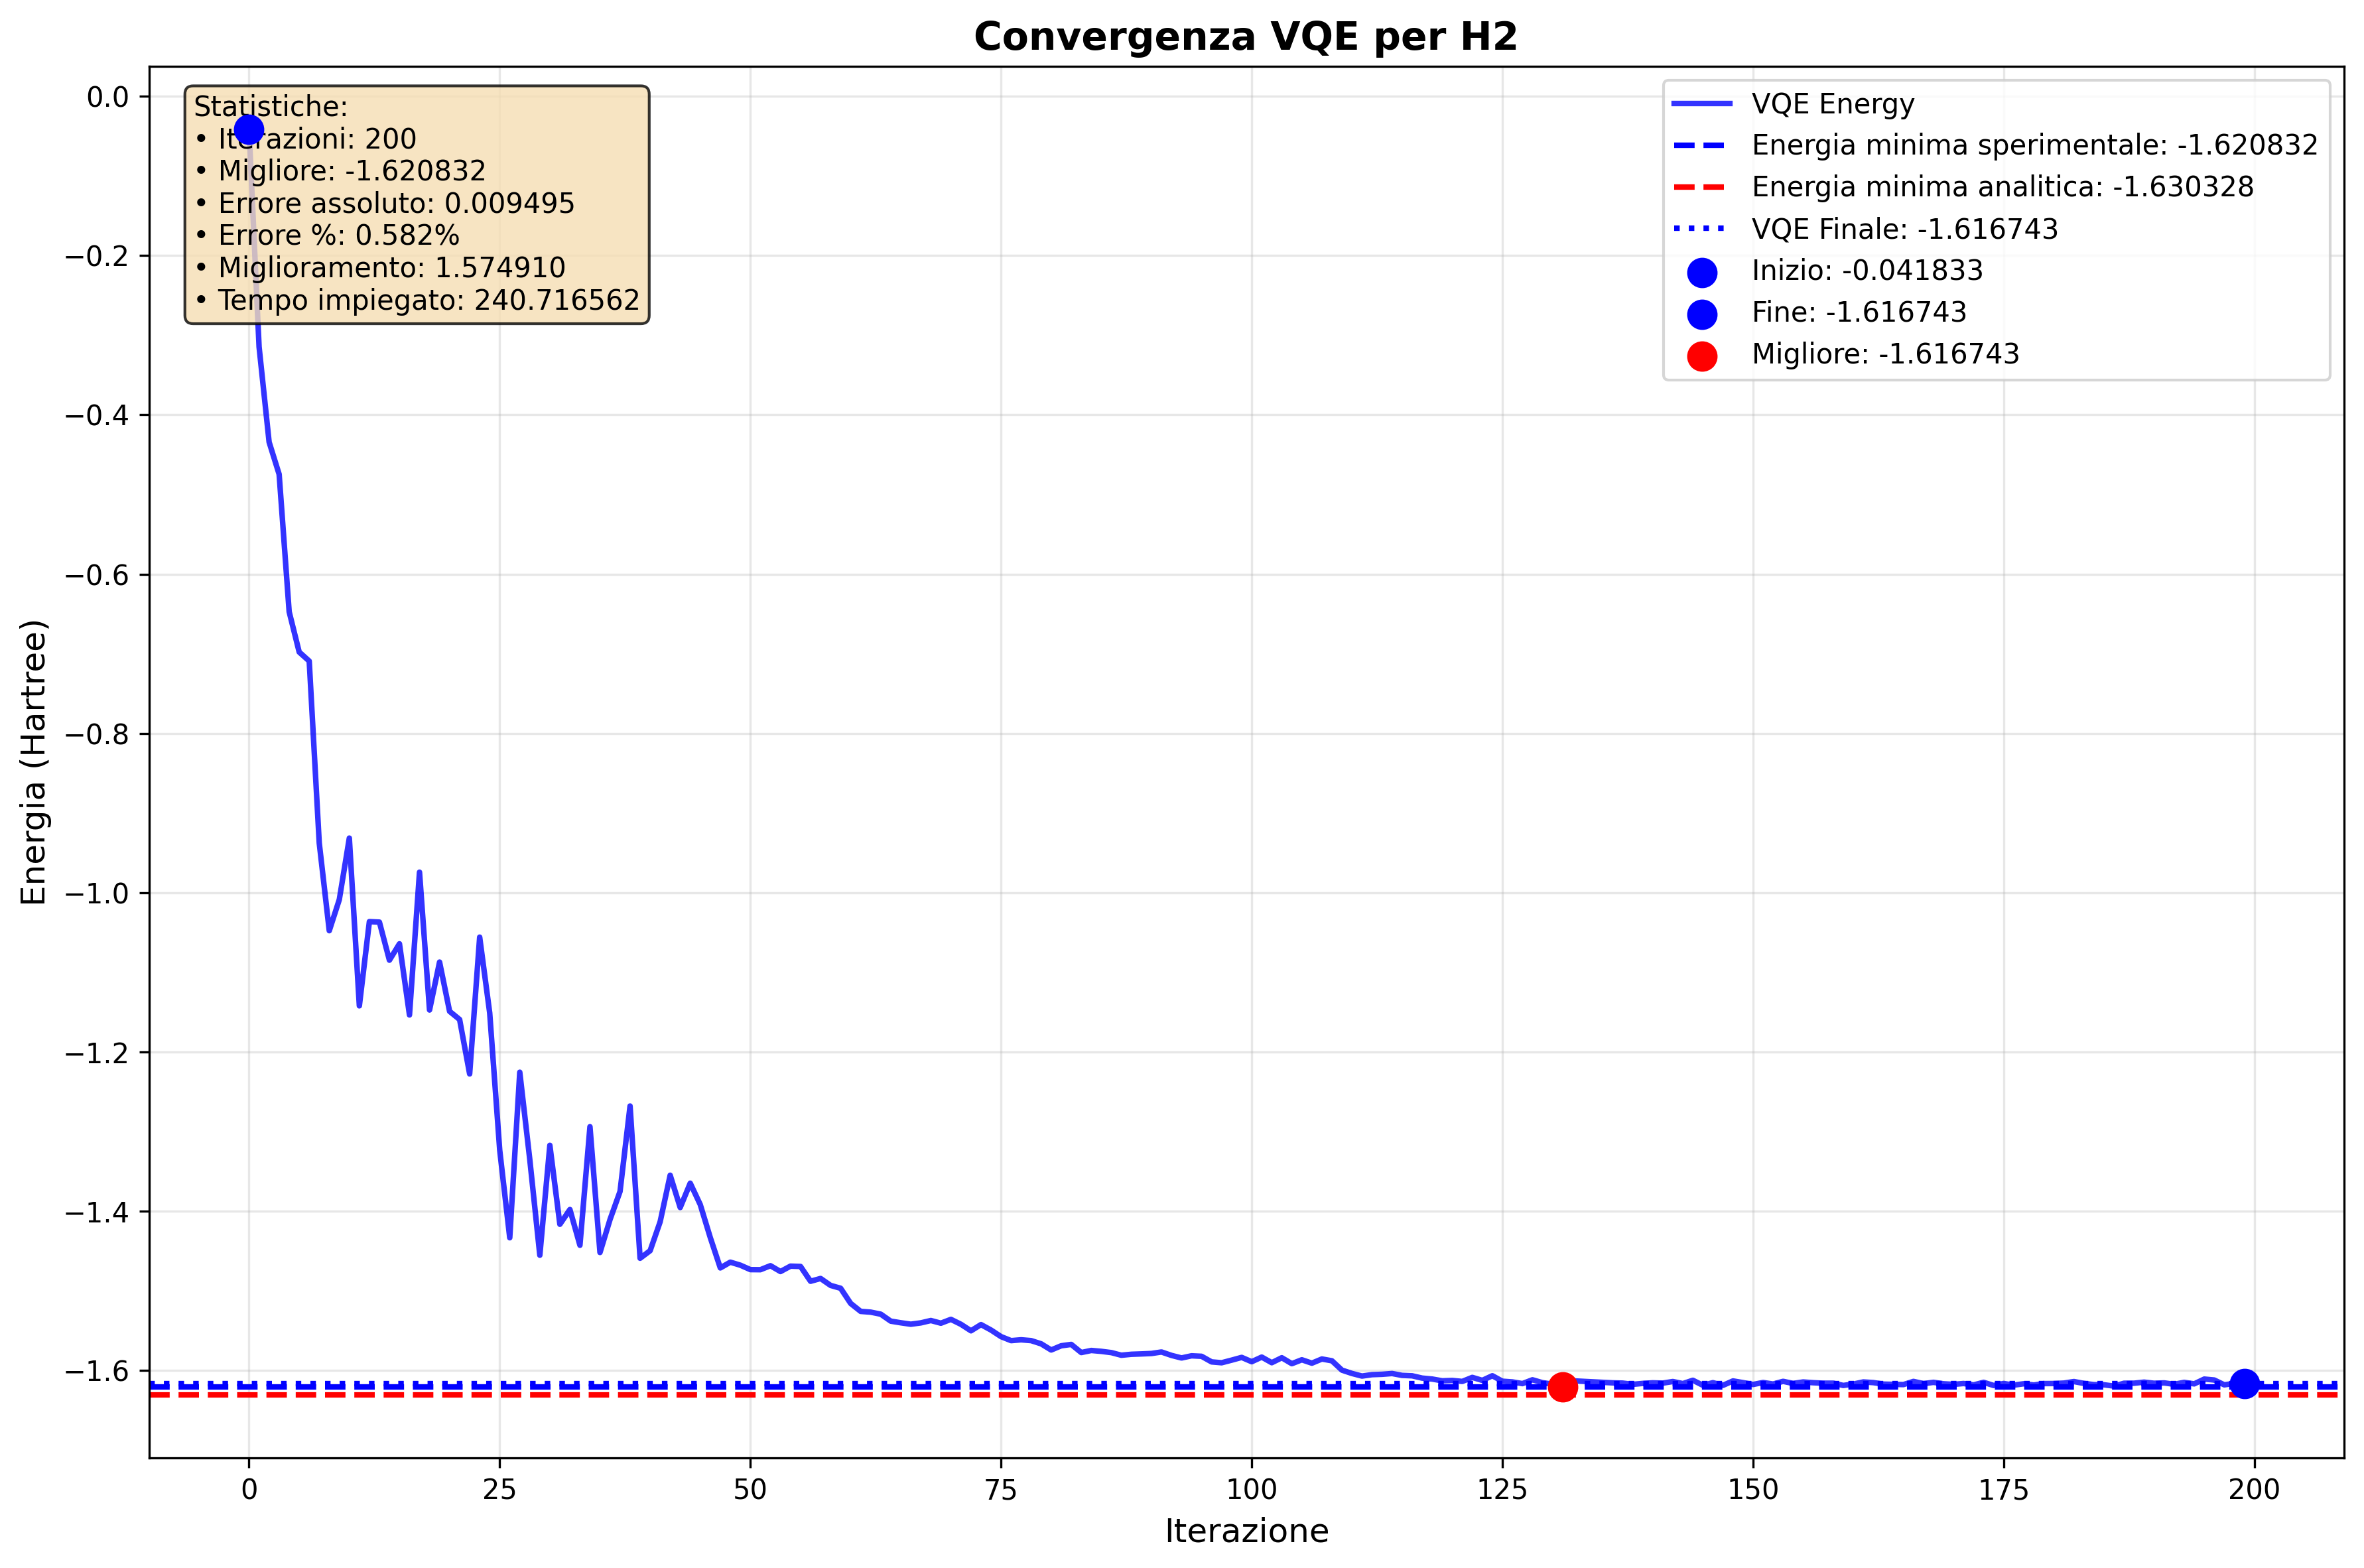 Convergenza VQE per H2
Statistiche:
• Iterazioni: 200
• Migliore: -1.620832
• Errore assoluto: 0.009495
• Errore %: 0.582%
• Miglioramento: 1.574910
• Tempo impiegato: 240.716562
VQE Energy
Energia minima sperimentale: -1.620832
Energia minima analitica: -1.630328
VQE Finale: -1.616743
Inizio: -0.041833
Fine: -1.616743
Migliore: -1.616743
Energia (Hartree)
0.0
−0.2
−0.4
−0.6
−0.8
−1.0
−1.2
−1.4
−1.6
0 25 50 75 100 125 150 175 200
Iterazione